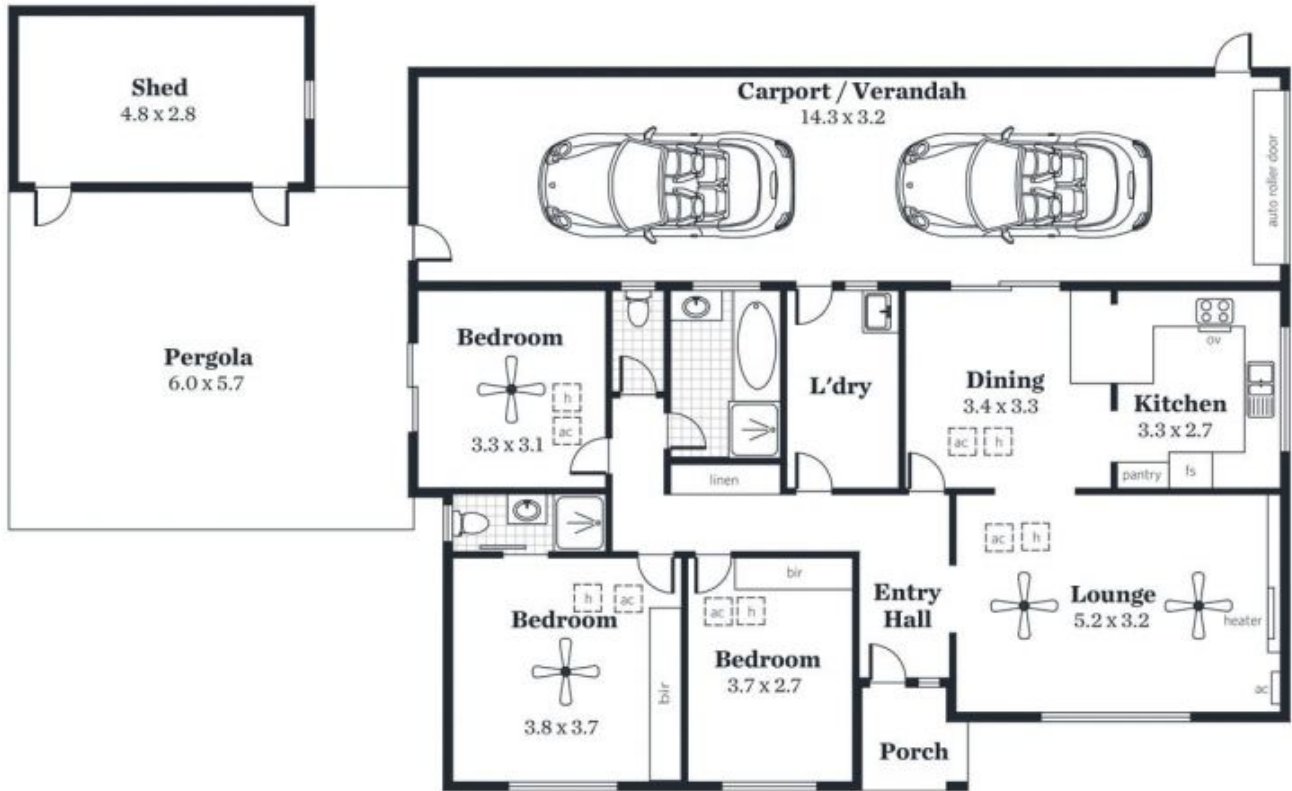 Shed
4.8 x 2.8
Carport / Verandah
14.3 x 3.2
auto roller door
Pergola
6.0 x 5.7
Bedroom
h
ac
3.3 x 3.1
L'dry
linen
Dining
3.4 x 3.3
ac h
ov
Kitchen
3.3 x 2.7
pantry
fs
h ac
Bedroom
3.8 x 3.7
bir
bir
ac h
Bedroom
3.7 x 2.7
Entry
Hall
Porch
ac h
Lounge
5.2 x 3.2
heater
ac